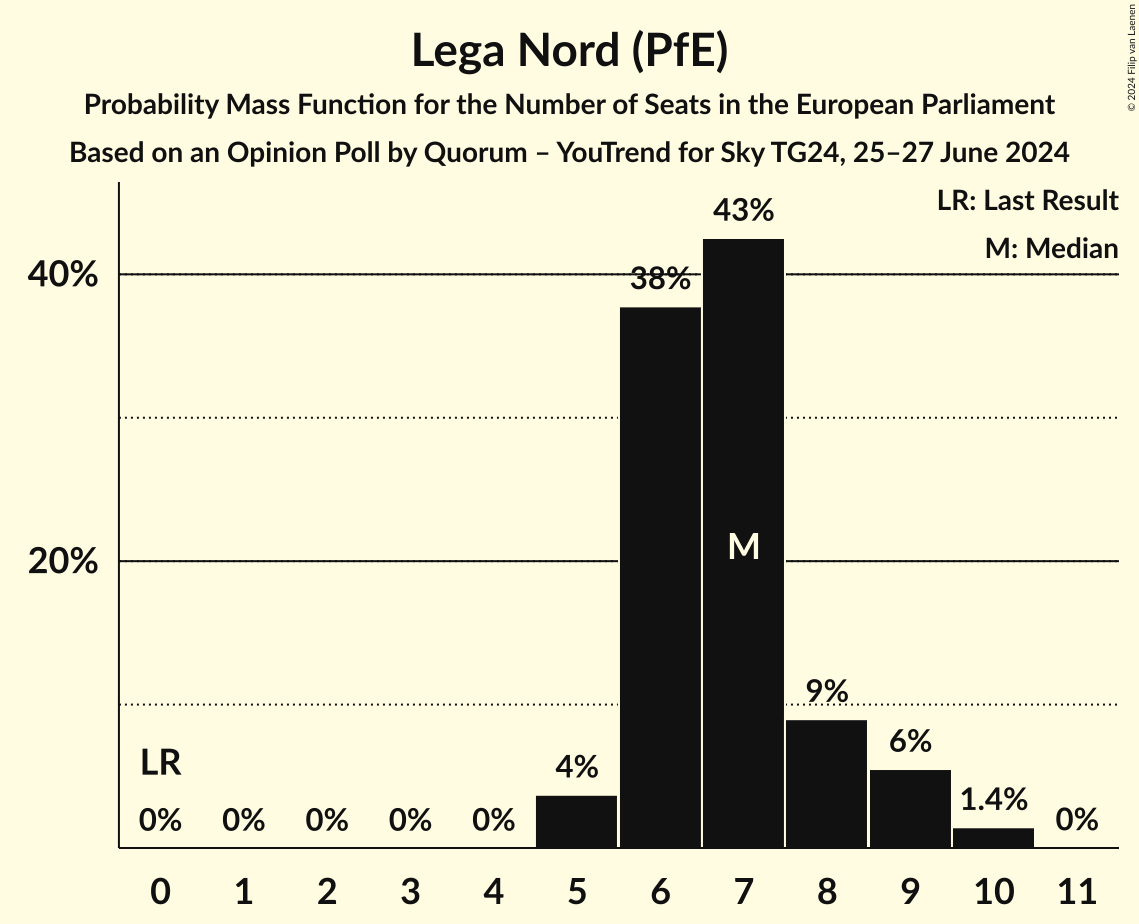 © 2024 Filip van Laenen
Lega Nord (PfE)
Probability Mass Function for the Number of Seats in the European Parliament
Based on an Opinion Poll by Quorum – YouTrend for Sky TG24, 25–27 June 2024
LR: Last Result
M: Median
43%
40%
38%
20%
M
9%
6%
LR
4%
1.4%
0% 0% 0% 0% 0% 0%
0 1 2 3 4 5 6 7 8 9 10 11